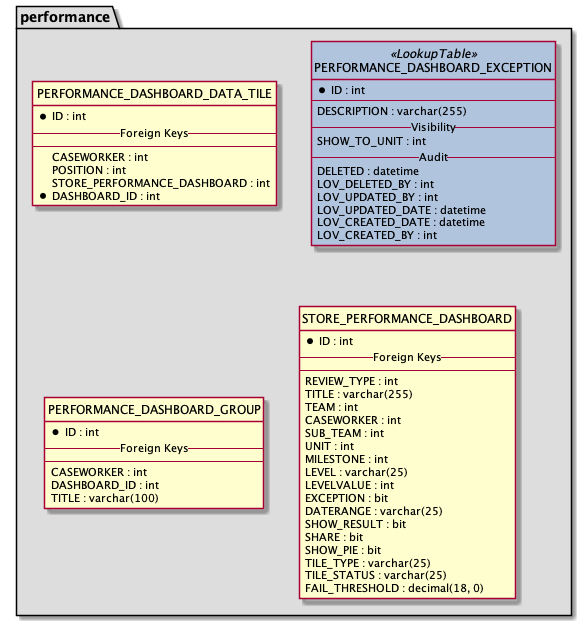 performance
PERFORMANCE_DASHBOARD_DATA_TILE
ID : int
Foreign Keys
CASEWORKER : int
POSITION : int
STORE_PERFORMANCE_DASHBOARD : int
DASHBOARD_ID : int
«LookupTable»
PERFORMANCE_DASHBOARD_EXCEPTION
ID : int
DESCRIPTION : varchar(255)
Visibility
SHOW_TO_UNIT : int
Audit
DELETED : datetime
LOV_DELETED_BY : int
LOV_UPDATED_BY : int
LOV_UPDATED_DATE : datetime
LOV_CREATED_DATE : datetime
LOV_CREATED_BY : int
PERFORMANCE_DASHBOARD_GROUP
ID : int
Foreign Keys
CASEWORKER : int
DASHBOARD_ID : int
TITLE : varchar(100)
STORE_PERFORMANCE_DASHBOARD
ID : int
Foreign Keys
REVIEW_TYPE : int
TITLE : varchar(255)
TEAM : int
CASEWORKER : int
SUB_TEAM : int
UNIT : int
MILESTONE : int
LEVEL : varchar(25)
LEVELVALUE : int
EXCEPTION : bit
DATERANGE : varchar(25)
SHOW_RESULT : bit
SHARE : bit
SHOW_PIE : bit
TILE_TYPE : varchar(25)
TILE_STATUS : varchar(25)
FAIL_THRESHOLD : decimal(18, 0)